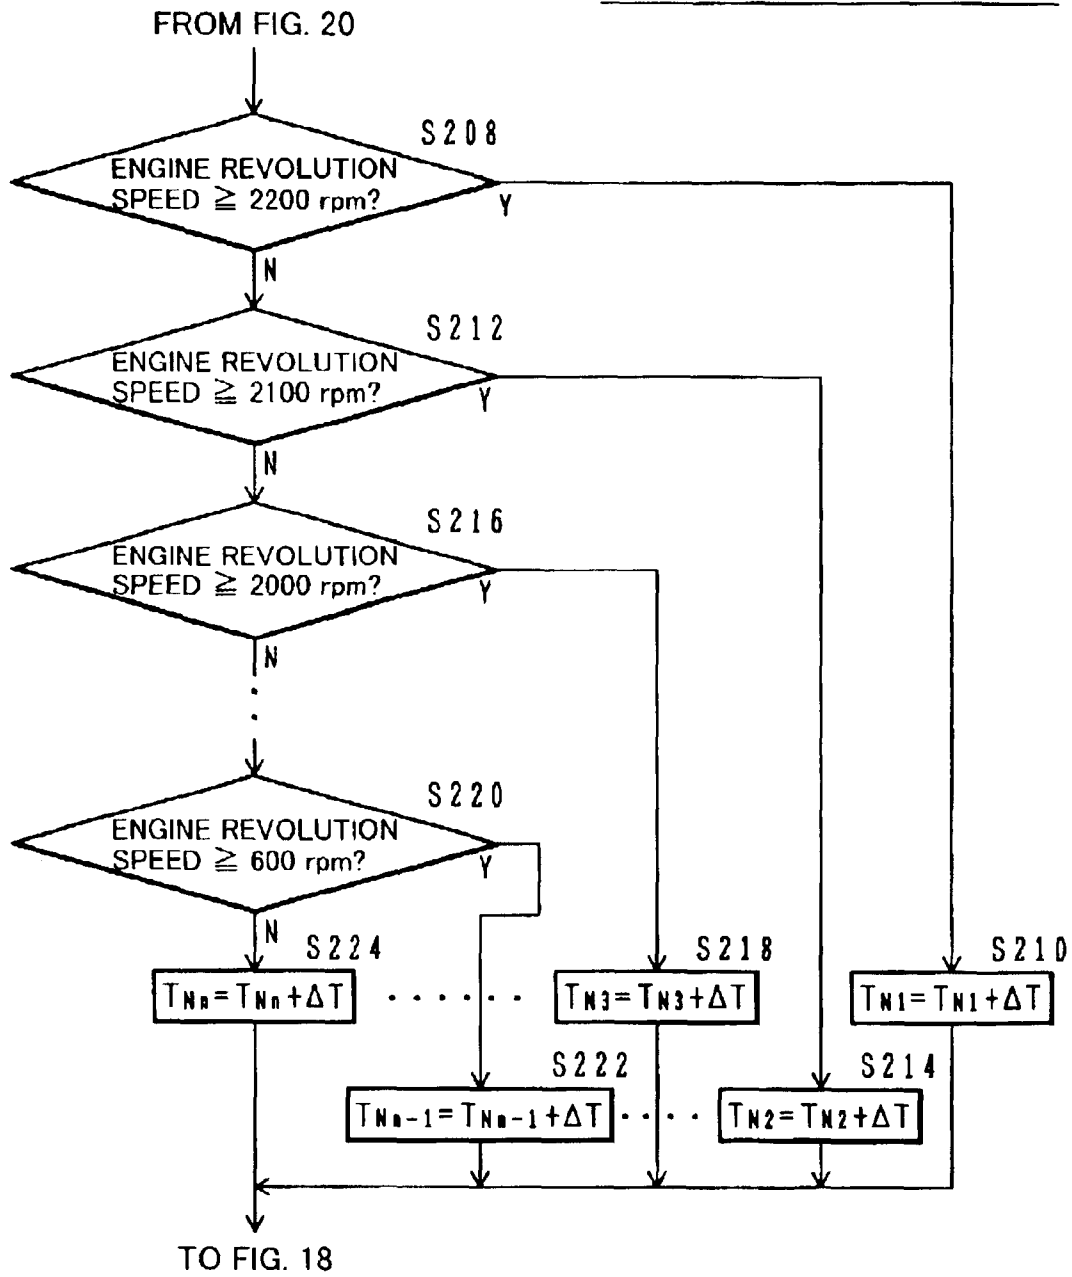 FROM FIG. 20
S208
ENGINE REVOLUTION
SPEED ≧ 2200 rpm?
Y
N
S212
ENGINE REVOLUTION
SPEED ≧ 2100 rpm?
Y
N
S216
ENGINE REVOLUTION
SPEED ≧ 2000 rpm?
Y
N
S220
ENGINE REVOLUTION
SPEED ≧ 600 rpm?
Y
N
S224
S218
S210
TNn=TNn+ΔT
TN3=TN3+ΔT
TN1=TN1+ΔT
S222
S214
TNn-1=TNn-1+ΔT
TN2=TN2+ΔT
TO FIG. 18